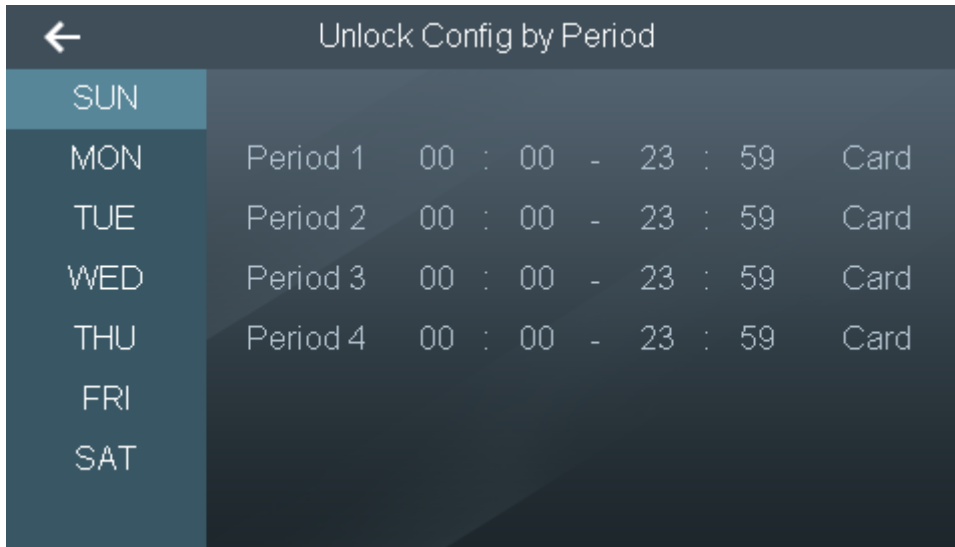 Unlock Config by Period
SUN
MON Period 1 00 : 00 - 23 : 59 Card
TUE Period 2 00 : 00 - 23 : 59 Card
WED Period 3 00 : 00 - 23 : 59 Card
THU Period 4 00 : 00 - 23 : 59 Card
FRI
SAT